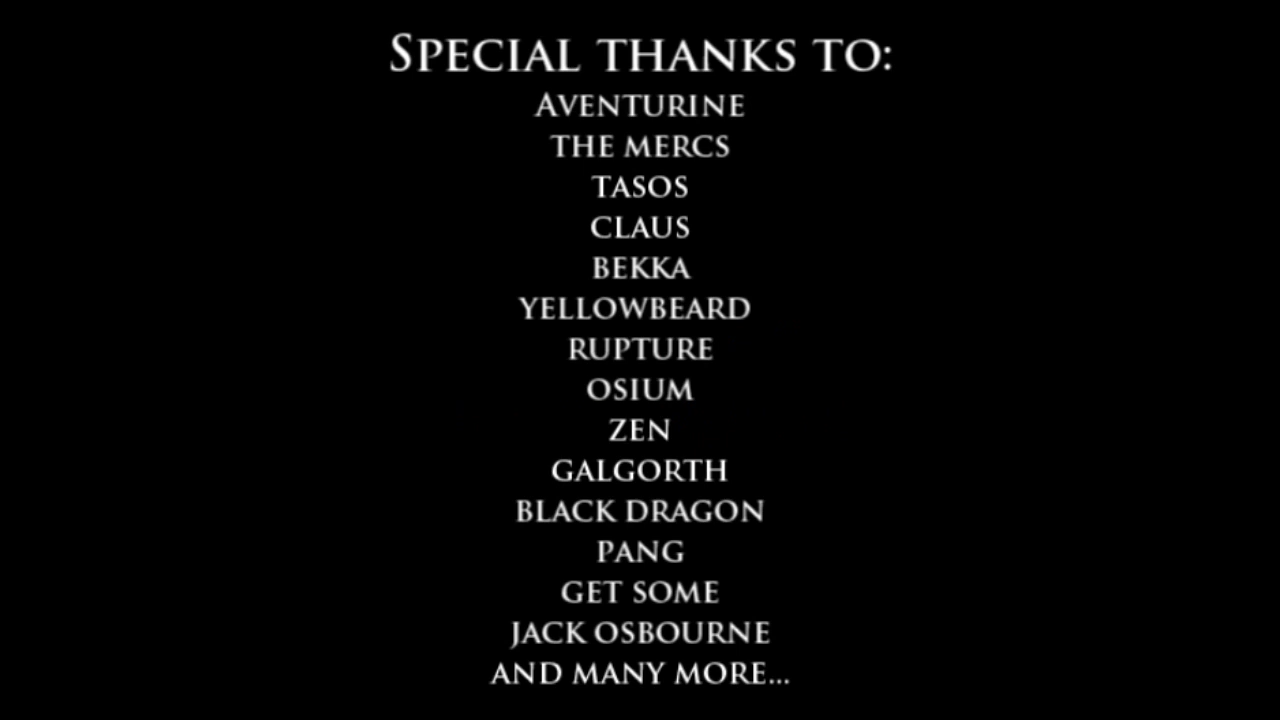 SPECIAL THANKS TO:
AVENTURINE
THE MERCS
TASOS
CLAUS
BEKKA
YELLOWBEARD
RUPTURE
OSIUM
ZEN
GALGORTH
BLACK DRAGON
PANG
GET SOME
JACK OSBOURNE
AND MANY MORE...